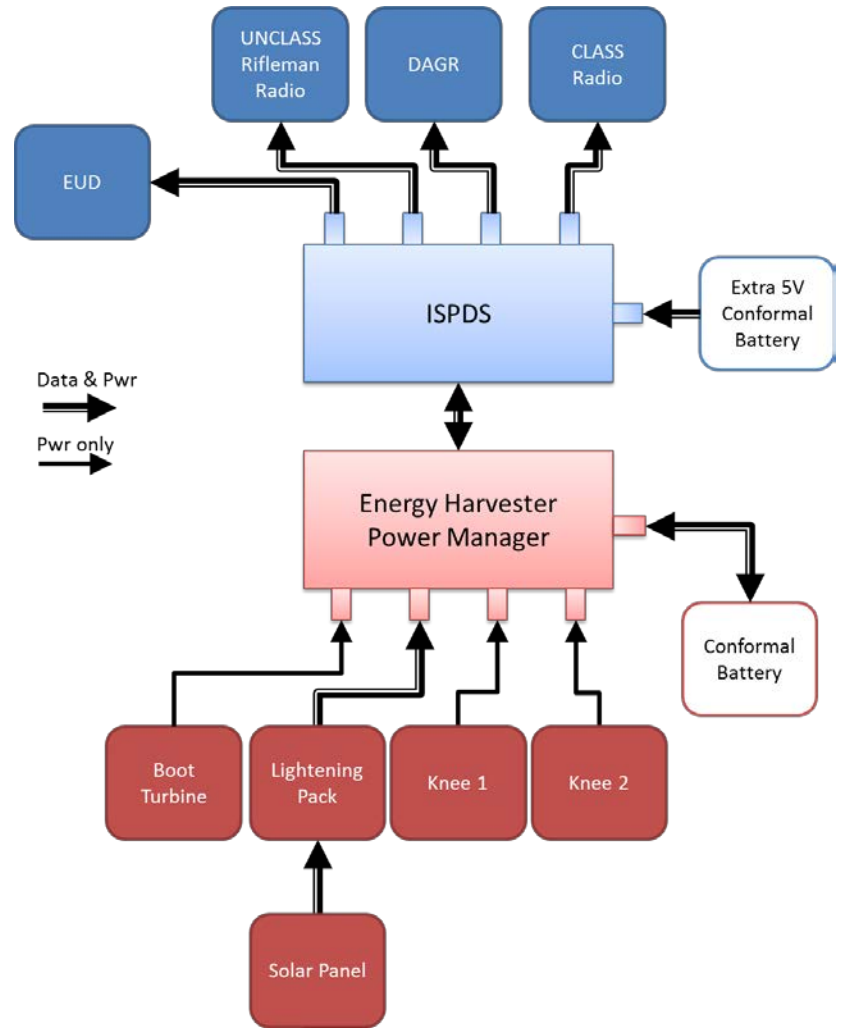 UNCLASS
Rifleman
Radio
DAGR
CLASS
Radio
EUD
ISPDS
Extra 5V
Conformal
Battery
Data & Pwr
Pwr only
Energy Harvester
Power Manager
Conformal
Battery
Boot
Turbine
Lightening
Pack
Knee 1
Knee 2
Solar Panel